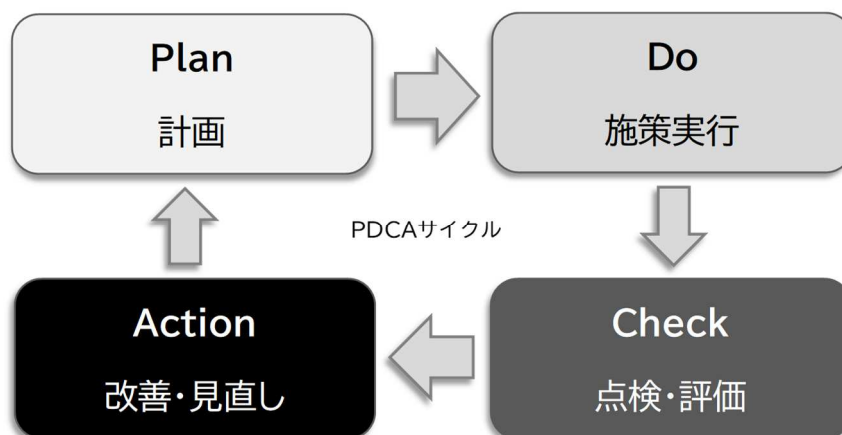 Plan
計画
Do
施策実行
PDCAサイクル
Action
改善・見直し
Check
点検・評価